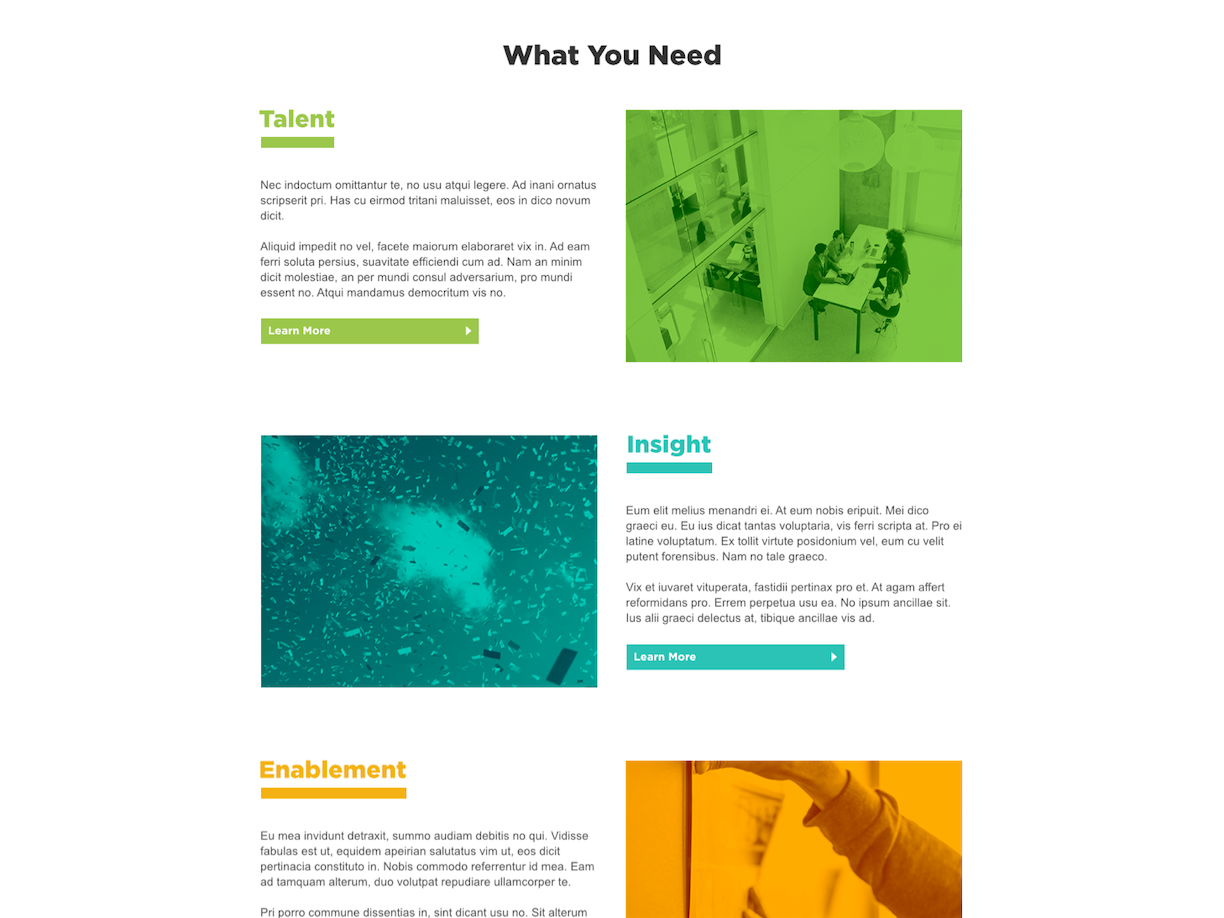 What You Need
Talent
Nec indoctum omittantur te, no usu atqui legere. Ad inani ornatus
scripserit pri. Has cu eirmod tritani maluisset, eos in dico novum
dicit.
Aliquid impedit no vel, facete maiorum elaboraret vix in. Ad eam
ferri soluta persius, suavitate efficiendi cum ad. Nam an minim
dicit molestiae, an per mundi consul adversarium, pro mundi
essent no. Atqui mandamus democritum vis no.
Learn More
Insight
Eum elit melius menandri ei. At eum nobis eripuit. Mei dico
graeci eu. Eu ius dicat tantas voluptaria, vis ferri scripta at. Pro ei
latine voluptatum. Ex tollit virtute posidonium vel, eum cu velit
putent forensibus. Nam no tale graeco.
Vix et iuvaret vituperata, fastidii pertinax pro et. At agam affert
reformidans pro. Errem perpetua usu ea. No ipsum ancillae sit.
Ius alii graeci delectus at, tibique ancillae vis ad.
Learn More
Enablement
Eu mea invidunt detraxit, summo audiam debitis no qui. Vidisse
fabulas est ut, equidem apeirian salutatus vim ut, eos dicit
pertinacia constituto in. Nobis commodo referrentur id mea. Eam
ad tamquam alterum, duo volutpat repudiare ullamcorper te.
Pri porro commune dissentias in, sint dicant usu no. Sit alterum